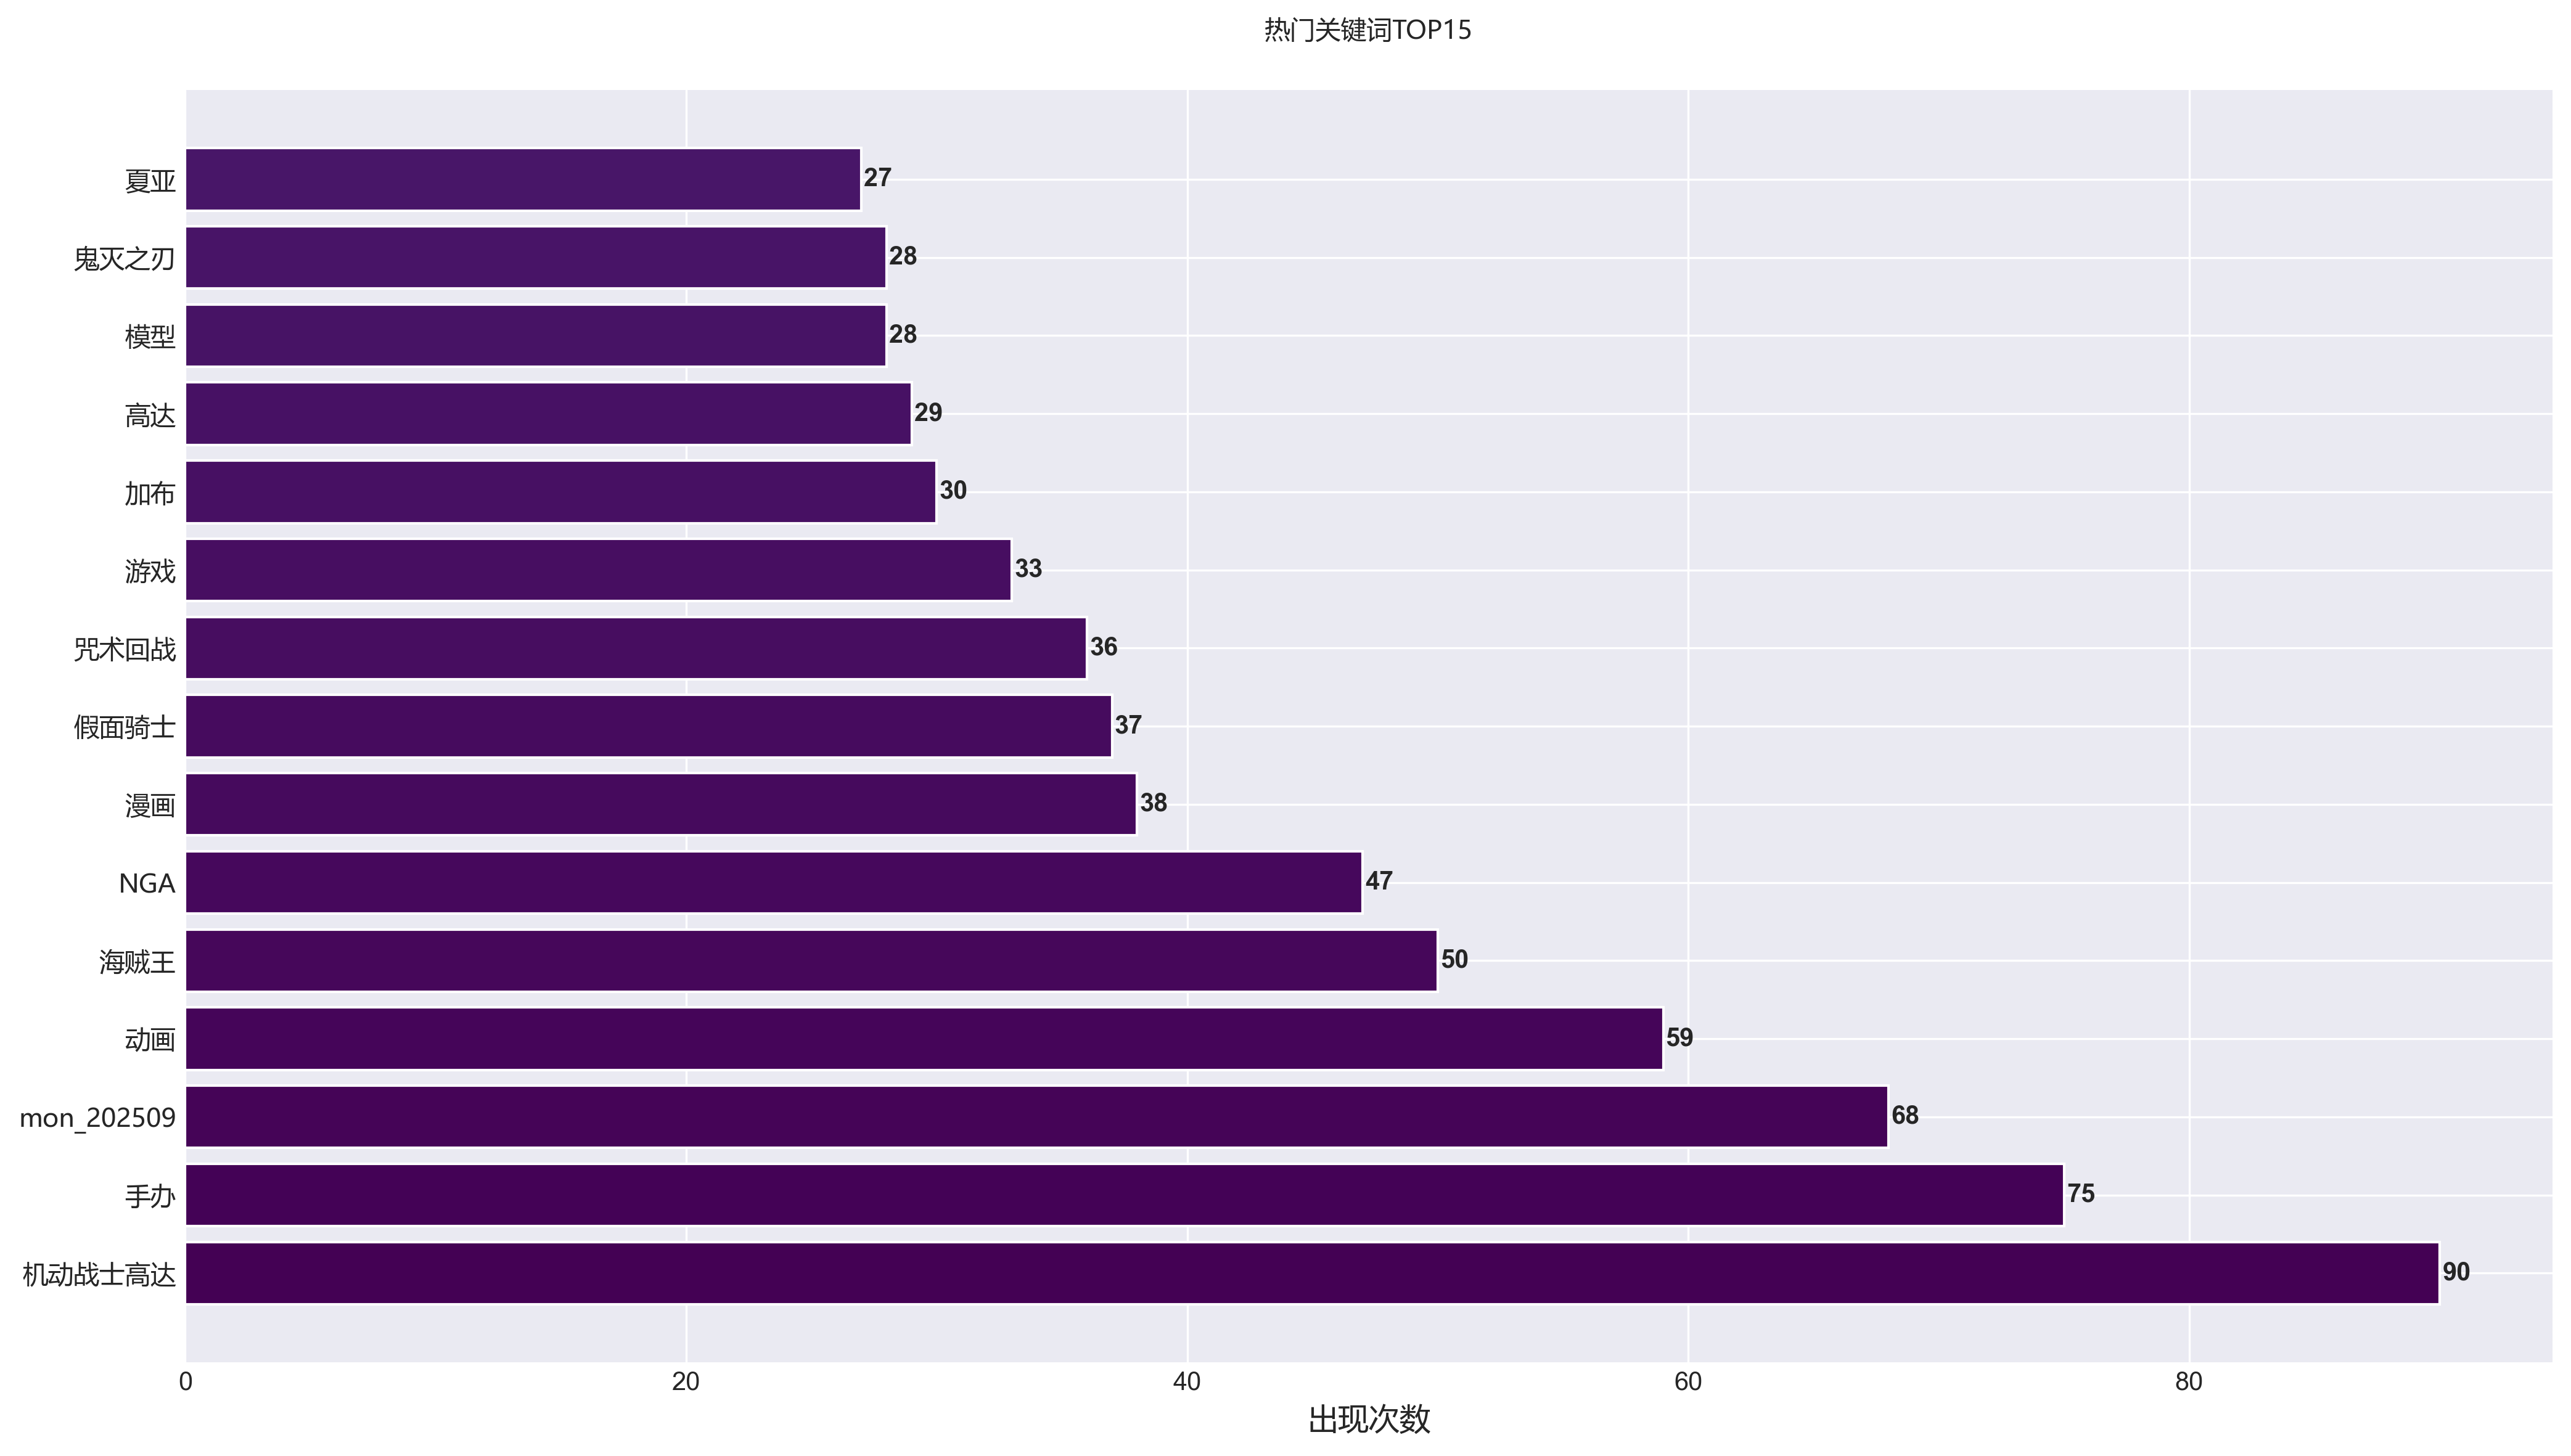 热门关键词TOP15
夏亚 27
鬼灭之刃 28
模型 28
高达 29
加布 30
游戏 33
咒术回战 36
假面骑士 37
漫画 38
NGA 47
海贼王 50
动画 59
mon_202509 68
手办 75
机动战士高达 90
0 20 40 60 80
出现次数